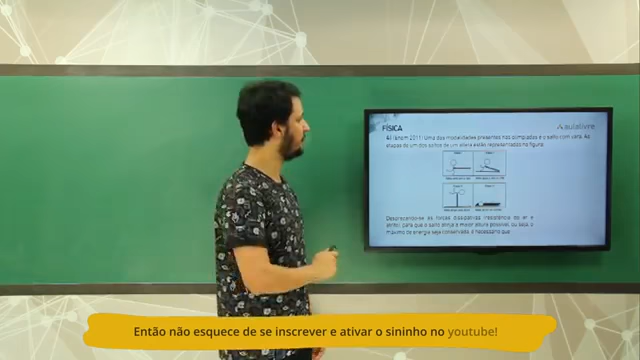 FÍSICA
aulalivre
4) (Enem 2011) Uma das modalidades presentes nas olimpíadas é o salto com vara. As
etapas de um dos saltos de um atleta estão representadas na figura:
Desprezando-se as forças dissipativas (resistência do ar e
atrito), para que o salto atinja a maior altura possível, ou seja, o
máximo de energia seja conservada, é necessário que
Então não esquece de se inscrever e ativar o sininho no youtube!